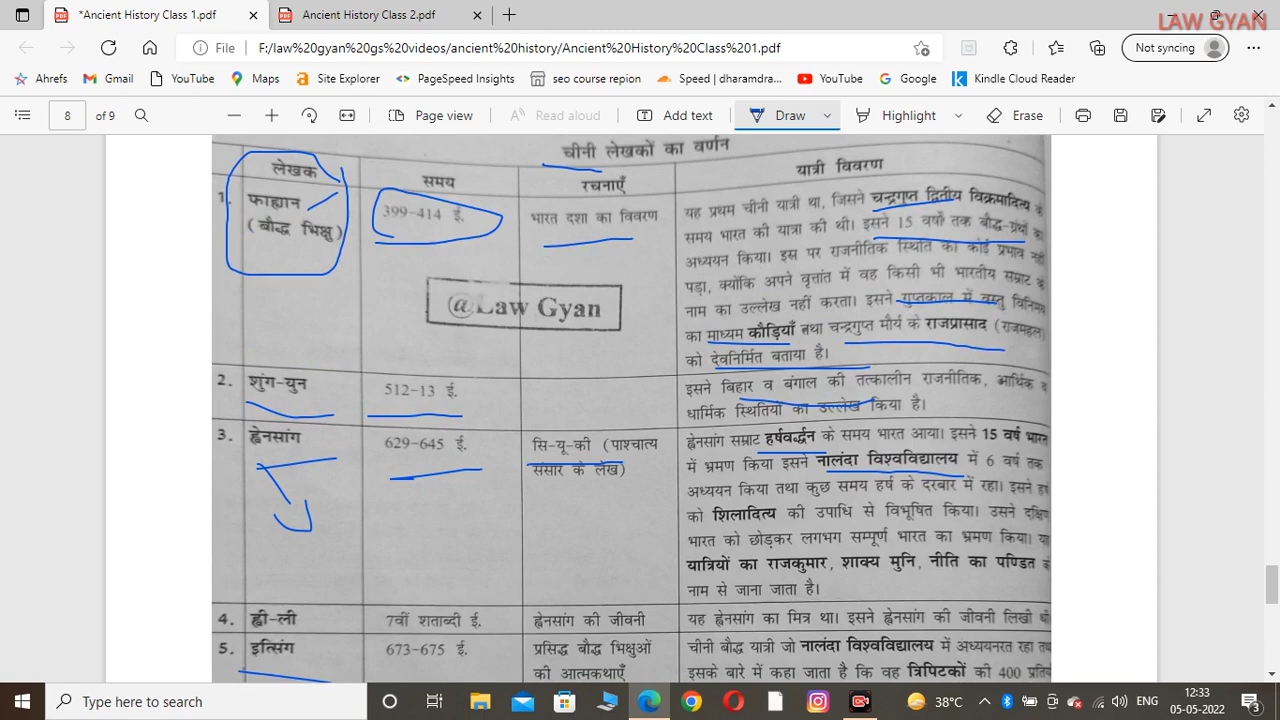 *Ancient History Class 1.pdf
Ancient History Class 2.pdf
LAW GYAN
File F:/law%20gyan%20gs%20videos/ancient%20history/Ancient%20History%20Class%201.pdf
Not syncing
Ahrefs Gmail YouTube Maps Site Explorer PageSpeed Insights seo course repion Speed | dharamdra... YouTube Google Kindle Cloud Reader
8 of 9 Page view Read aloud Add text Draw Highlight Erase
चीनी लेखकों का वर्णन
लेखक समय रचनाएँ यात्री विवरण
1. फाह्यान
(बौद्ध भिक्षु)
399-414 ई.
भारत दशा का विवरण
यह प्रथम चीनी यात्री था, जिसने चन्द्रगुप्त द्वितीय विक्रमादित्य के
समय भारत की यात्रा की थी। इसने 15 वर्षों तक बौद्ध-ग्रंथों का
अध्ययन किया। इस पर राजनीतिक स्थिति का कोई प्रभाव नहीं
पड़ा, क्योंकि अपने वृत्तांत में वह किसी भी भारतीय सम्राट के
नाम का उल्लेख नहीं करता। इसने गुप्तकाल में वस्तु विनिमय
का माध्यम कौड़ियाँ तथा चन्द्रगुप्त मौर्य के राजप्रासाद (राजमहल)
को देवनिर्मित बताया है।
@Law Gyan
2. शुंग-युन
512-13 ई.
इसने बिहार व बंगाल की तत्कालीन राजनीतिक, आर्थिक व
धार्मिक स्थितियों का उल्लेख किया है।
3. ह्वेनसांग
629-645 ई.
सि-यू-की (पाश्चात्य
संसार के लेख)
ह्वेनसांग सम्राट हर्षवर्द्धन के समय भारत आया। इसने 15 वर्ष भारत
में भ्रमण किया इसने नालंदा विश्वविद्यालय में 6 वर्ष तक
अध्ययन किया तथा कुछ समय हर्ष के दरबार में रहा। इसने हर्ष
को शिलादित्य की उपाधि से विभूषित किया। उसने दक्षिण
भारत को छोड़कर लगभग सम्पूर्ण भारत का भ्रमण किया। यह
यात्रियों का राजकुमार, शाक्य मुनि, नीति का पण्डित के
नाम से जाना जाता है।
4. ह्वी-ली
7वीं शताब्दी ई.
ह्वेनसांग की जीवनी
यह ह्वेनसांग का मित्र था। इसने ह्वेनसांग की जीवनी लिखी थी
5. इत्सिंग
673-675 ई.
प्रसिद्ध बौद्ध भिक्षुओं
की आत्मकथाएँ
चीनी बौद्ध यात्री जो नालंदा विश्वविद्यालय में अध्ययनरत रहा तथा
इसके बारे में कहा जाता है कि वह त्रिपिटकों की 400 प्रतियाँ
Type here to search
38°C
ENG
12:33
05-05-2022
3